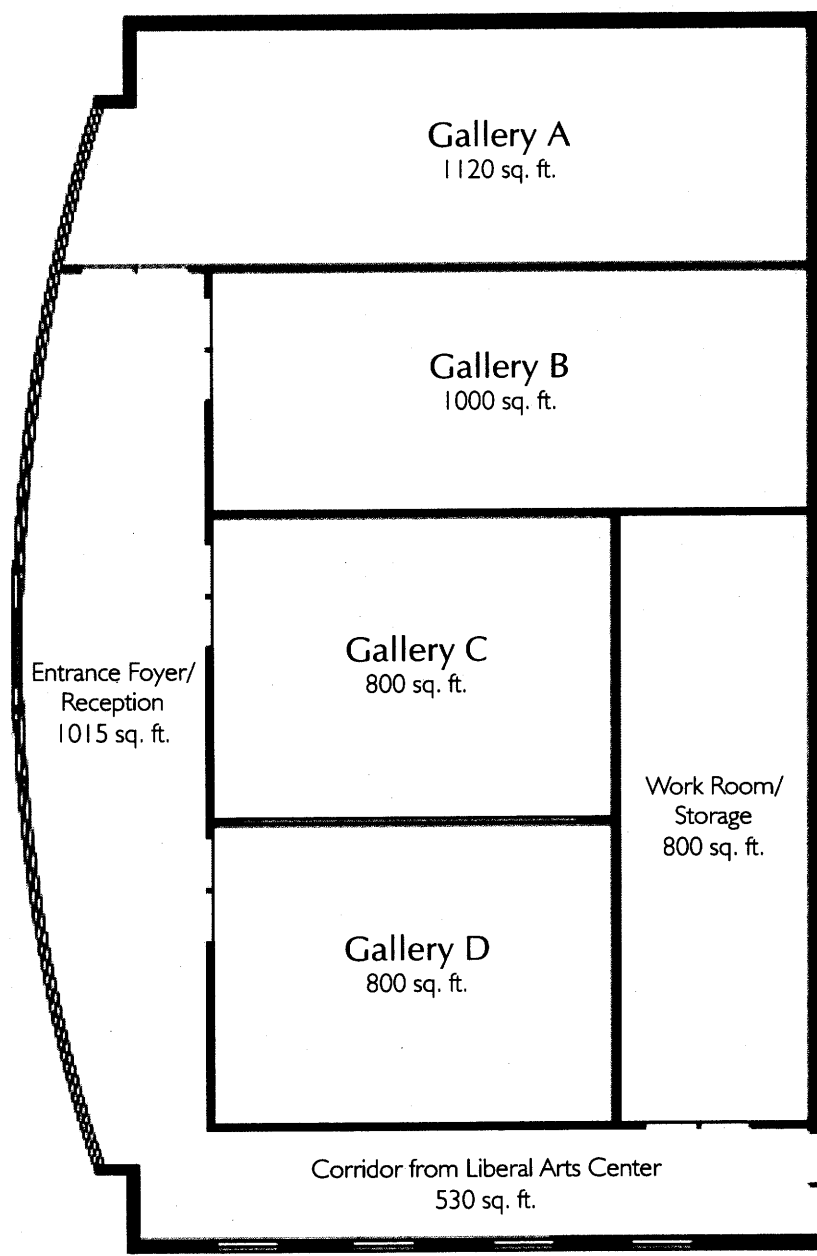 Gallery A
1120 sq. ft.
Gallery B
1000 sq. ft.
Gallery C
800 sq. ft.
Entrance Foyer/
Reception
1015 sq. ft.
Work Room/
Storage
800 sq. ft.
Gallery D
800 sq. ft.
Corridor from Liberal Arts Center
530 sq. ft.